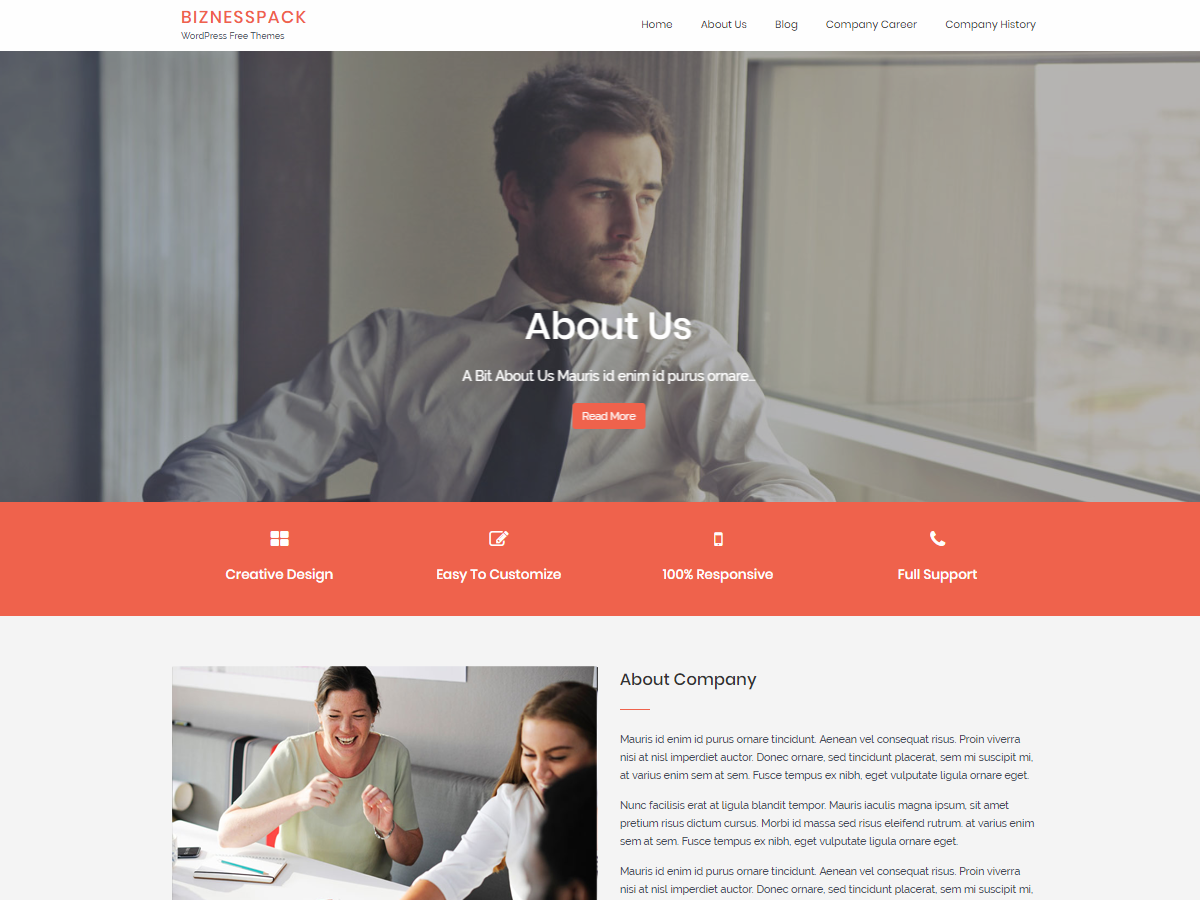 BIZNESSPACK
WordPress Free Themes
Home About Us Blog Company Career Company History
About Us
A Bit About Us Mauris id enim id purus ornare...
Read More
Creative Design Easy To Customize 100% Responsive Full Support
About Company
Mauris id enim id purus ornare tincidunt. Aenean vel consequat risus. Proin viverra
nisi at nisl imperdiet auctor. Donec ornare, sed tincidunt placerat, sem mi suscipit mi,
at varius enim sem at sem. Fusce tempus ex nibh, eget vulputate ligula ornare eget.
Nunc facilisis erat at ligula blandit tempor. Mauris iaculis magna ipsum, sit amet
pretium risus dictum cursus. Morbi id massa sed risus eleifend rutrum. at varius enim
sem at sem. Fusce tempus ex nibh, eget vulputate ligula ornare eget.
Mauris id enim id purus ornare tincidunt. Aenean vel consequat risus. Proin viverra
nisi at nisl imperdiet auctor. Donec ornare, sed tincidunt placerat, sem mi suscipit mi,